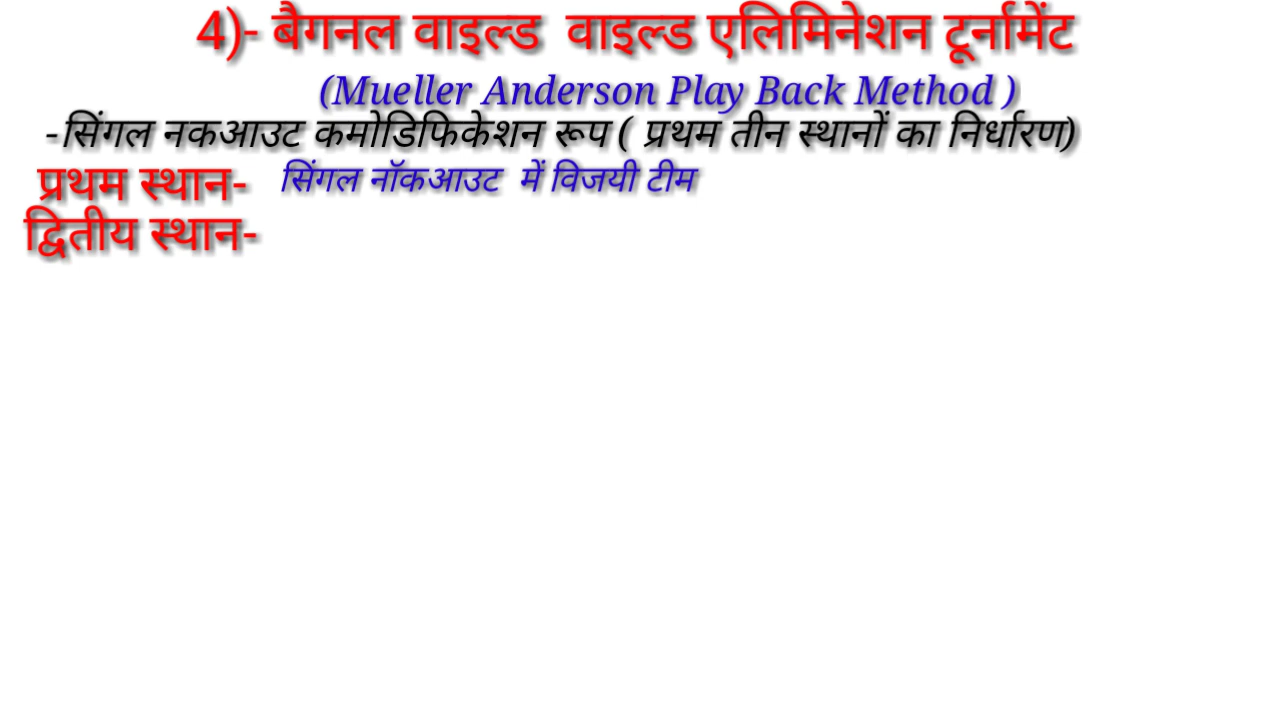 4)- बैगनल वाइल्ड वाइल्ड एलिमिनेशन टूर्नामेंट
(Mueller Anderson Play Back Method )
-सिंगल नकआउट कमोडिफिकेशन रूप ( प्रथम तीन स्थानों का निर्धारण)
प्रथम स्थान- सिंगल नॉकआउट में विजयी टीम
द्वितीय स्थान-